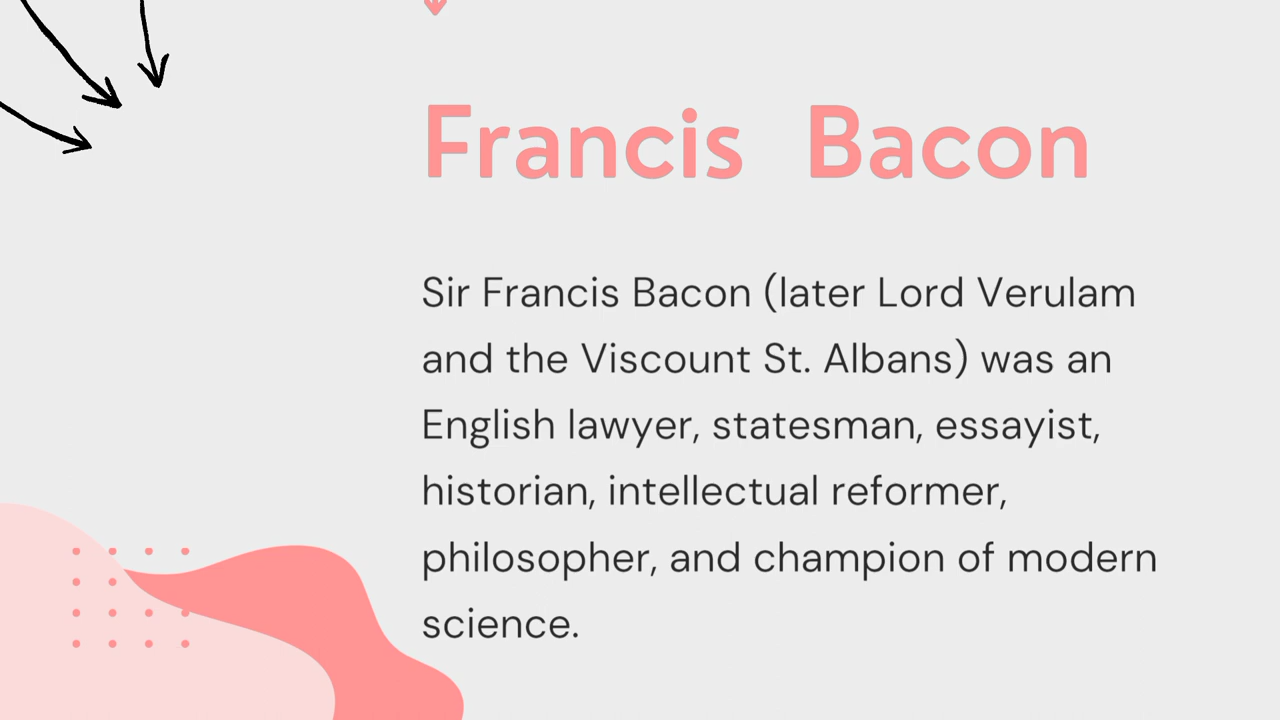 Francis Bacon
Sir Francis Bacon (later Lord Verulam
and the Viscount St. Albans) was an
English lawyer, statesman, essayist,
historian, intellectual reformer,
philosopher, and champion of modern
science.